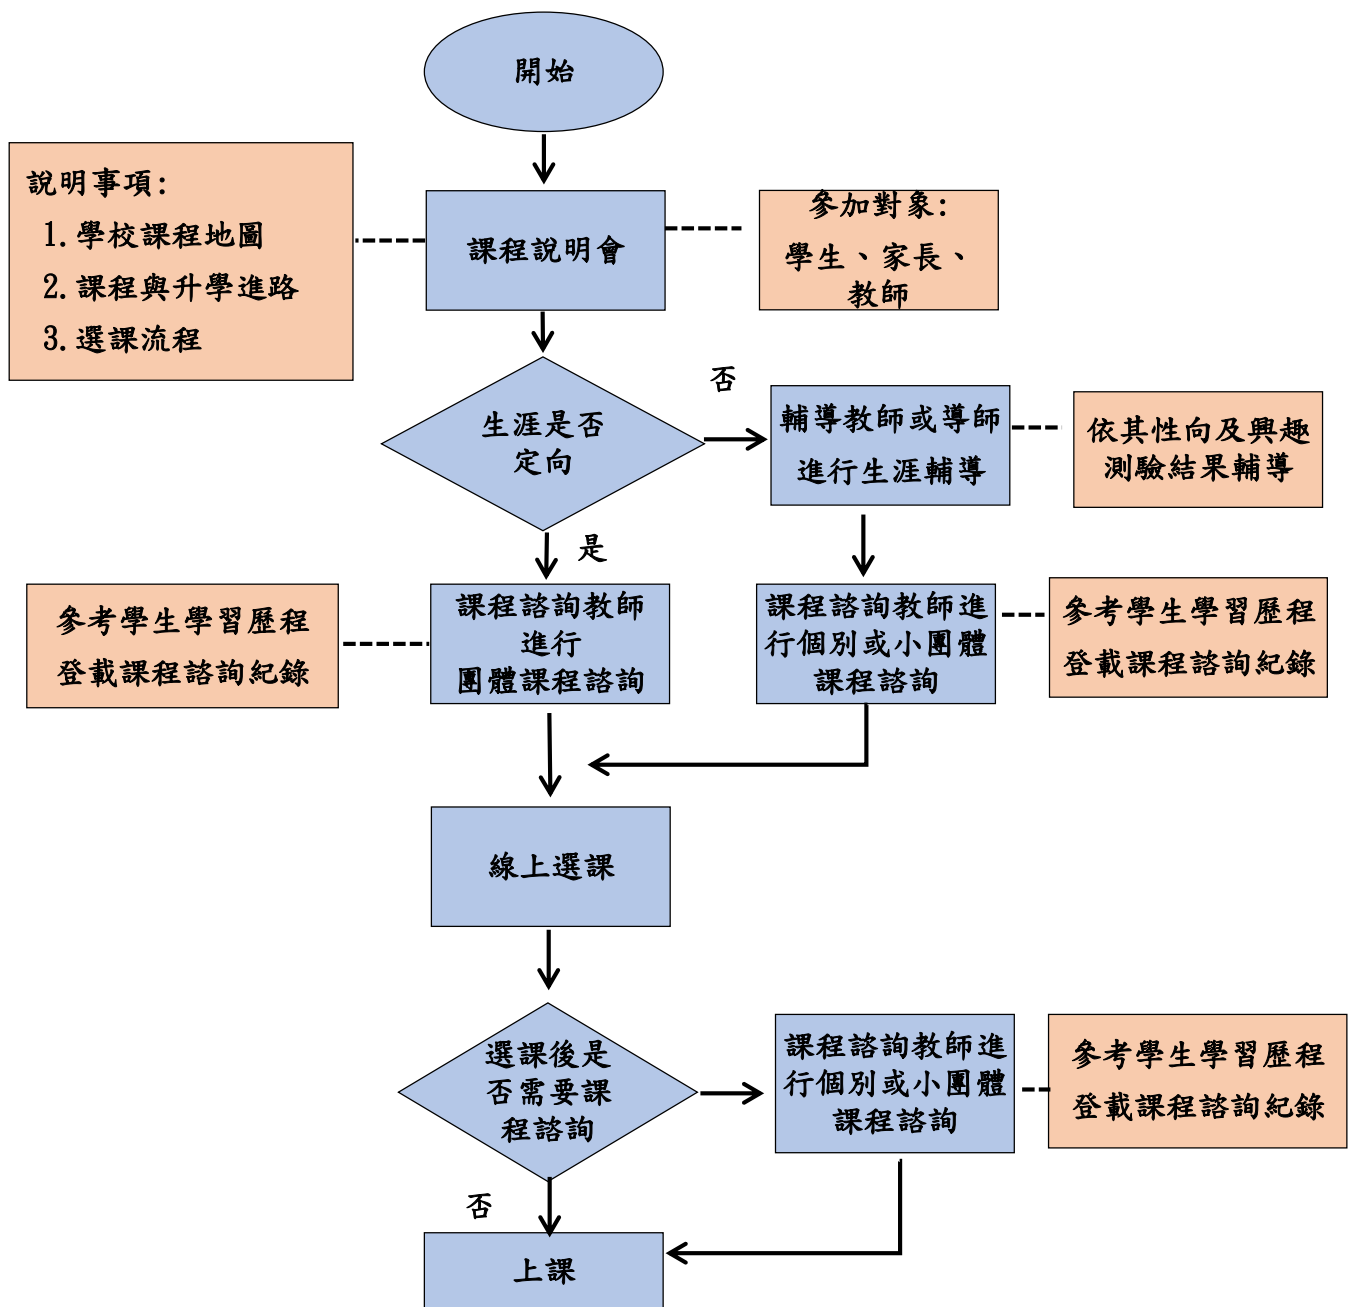 開始
說明事項:
1.學校課程地圖
2.課程與升學進路
3.選課流程
課程說明會
參加對象:
學生、家長、
教師
生涯是否
定向
否
輔導教師或導師
進行生涯輔導
依其性向及興趣
測驗結果輔導
是
參考學生學習歷程
登載課程諮詢紀錄
課程諮詢教師
進行
團體課程諮詢
課程諮詢教師進
行個別或小團體
課程諮詢
參考學生學習歷程
登載課程諮詢紀錄
線上選課
選課後是
否需要課
程諮詢
課程諮詢教師進
行個別或小團體
課程諮詢
參考學生學習歷程
登載課程諮詢紀錄
否
上課